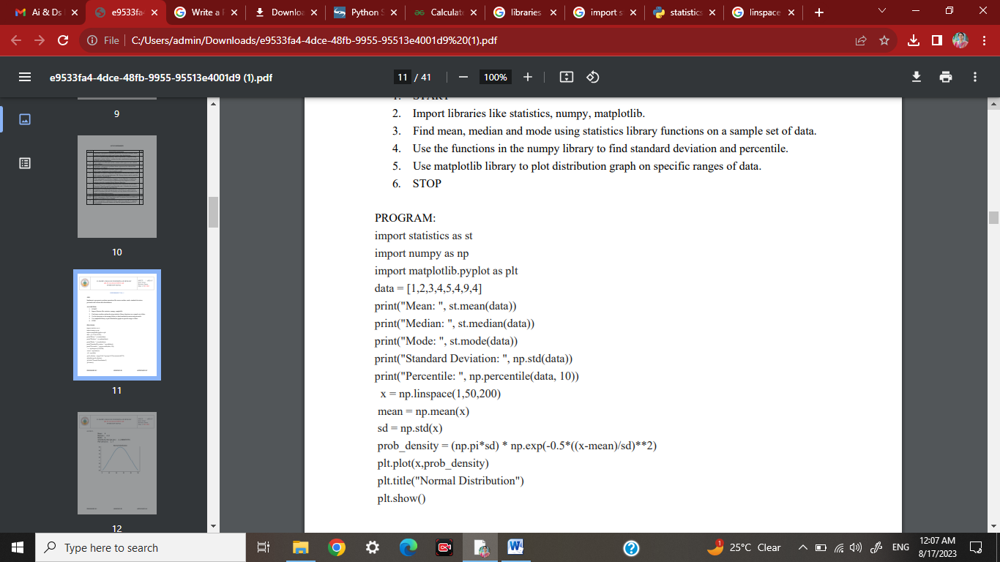 Ai & Ds
e9533fa
Write a
Downlo
Python
Calculat
libraries
import s
statistics
linspace
File | C:/Users/admin/Downloads/e9533fa4-4dce-48fb-9955-95513e4001d9%20(1).pdf
e9533fa4-4dce-48fb-9955-95513e4001d9 (1).pdf
11 / 41
100%
9
10
11
12
1. START
2. Import libraries like statistics, numpy, matplotlib.
3. Find mean, median and mode using statistics library functions on a sample set of data.
4. Use the functions in the numpy library to find standard deviation and percentile.
5. Use matplotlib library to plot distribution graph on specific ranges of data.
6. STOP
PROGRAM:
import statistics as st
import numpy as np
import matplotlib.pyplot as plt
data = [1,2,3,4,5,4,9,4]
print("Mean: ", st.mean(data))
print("Median: ", st.median(data))
print("Mode: ", st.mode(data))
print("Standard Deviation: ", np.std(data))
print("Percentile: ", np.percentile(data, 10))
x = np.linspace(1,50,200)
mean = np.mean(x)
sd = np.std(x)
prob_density = (np.pi*sd) * np.exp(-0.5*((x-mean)/sd)**2)
plt.plot(x,prob_density)
plt.title("Normal Distribution")
plt.show()
Type here to search
1
25°C Clear
ENG
12:07 AM
8/17/2023